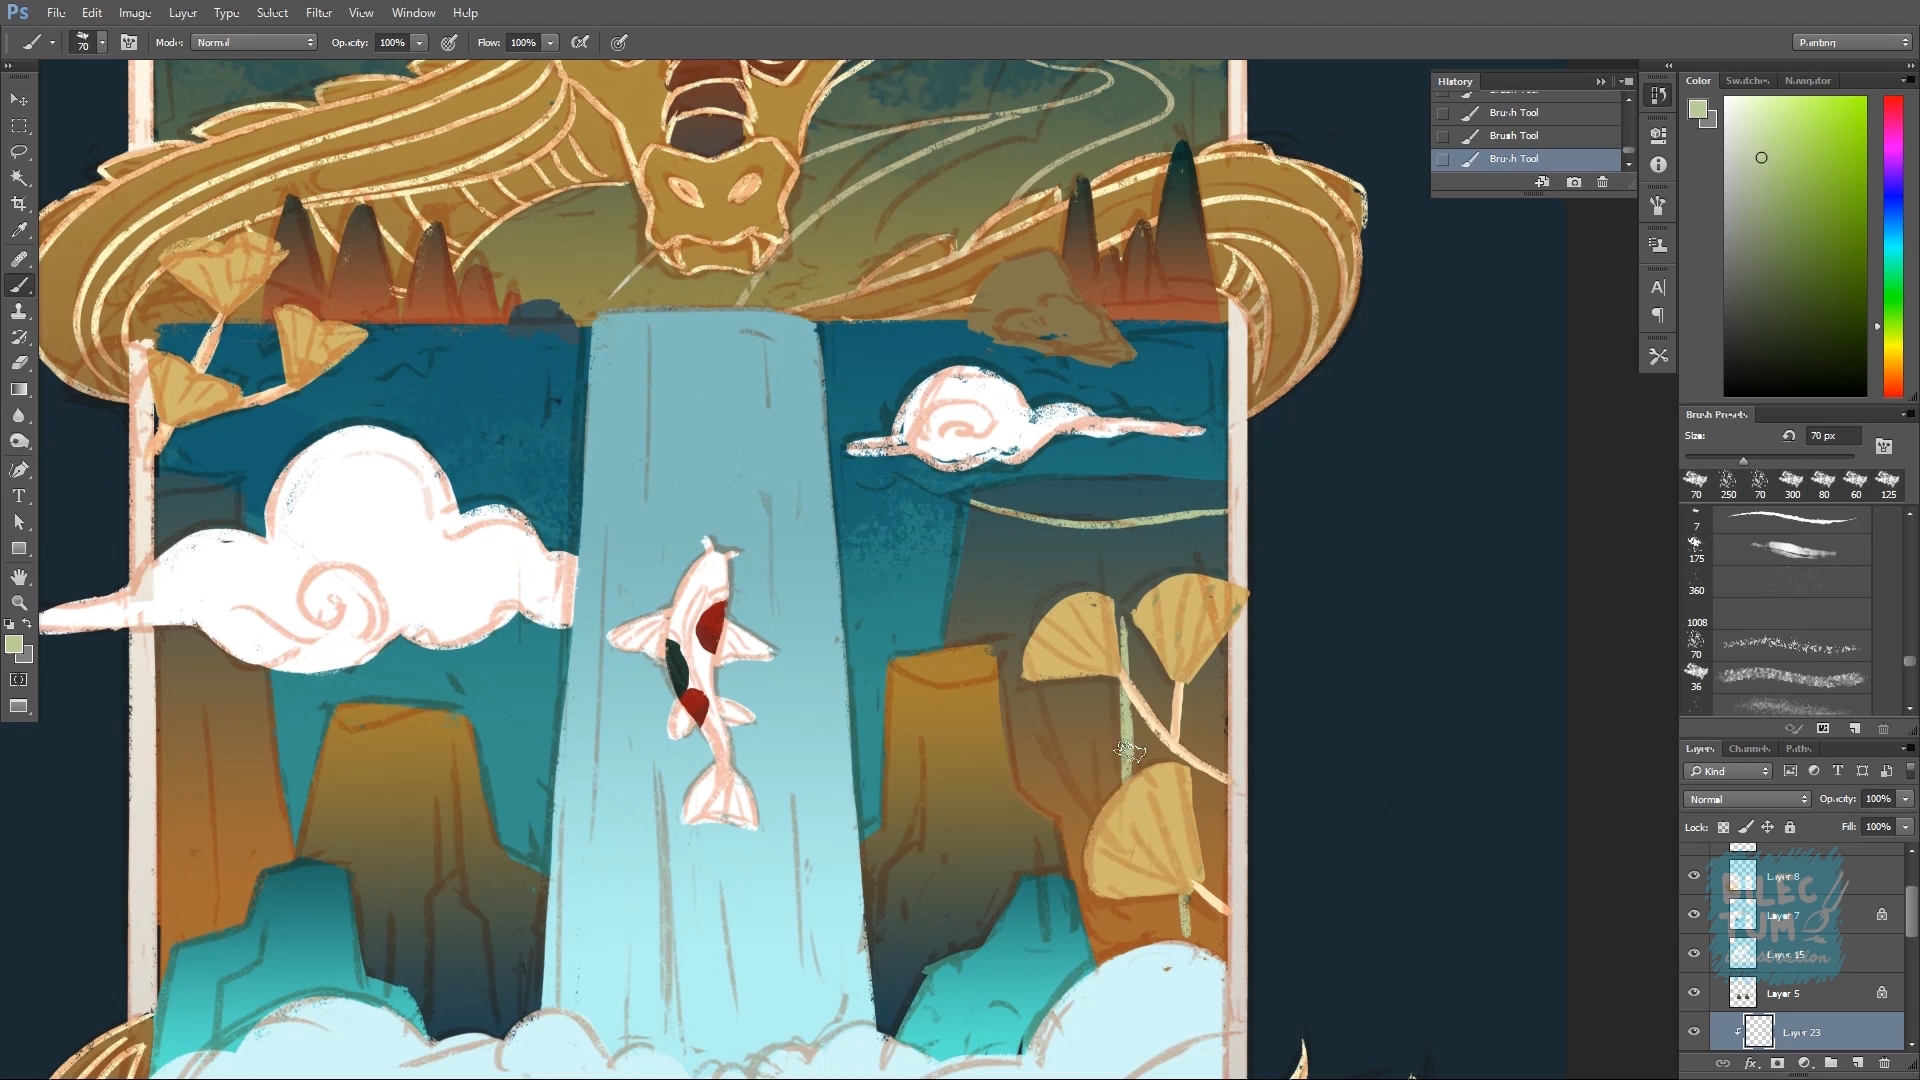 Ps File Edit Image Layer Type Select Filter View Window Help
70 Mode: Normal Opacity: 100% Flow: 100% Painting
History
Brush Tool
Brush Tool
Brush Tool
Color Swatches Navigator
Brush Presets
Size: 70 px
70 250 70 300 80 60 125
7
175
360
1008
70
36
Layers Channels Paths
Kind
Normal Opacity: 100%
Lock: Fill: 100%
Layer 8
Layer 7
Layer 15
Layer 5
Layer 23